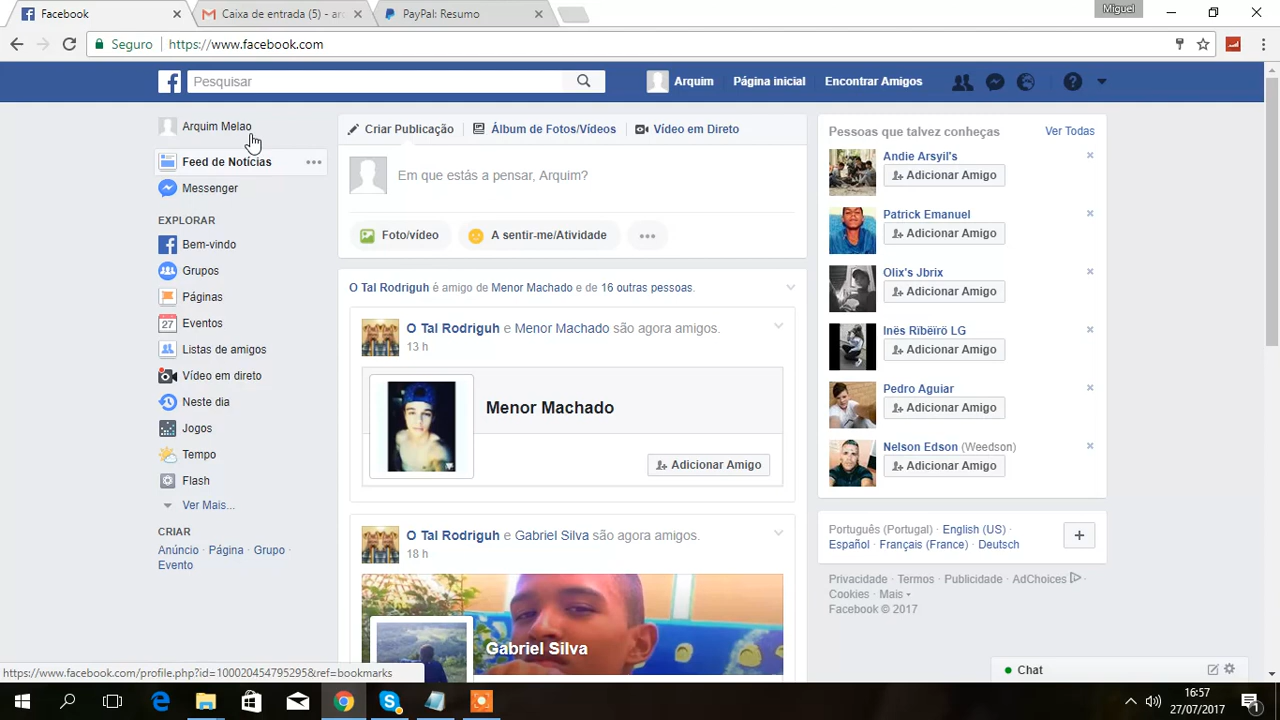 Facebook
Caixa de entrada (5) - arq
PayPal: Resumo
Miguel
Seguro
https://www.facebook.com
Pesquisar
Arquim
Página inicial
Encontrar Amigos
Arquim Melao
Feed de Notícias
Messenger
EXPLORAR
Bem-vindo
Grupos
Páginas
27
Eventos
Listas de amigos
Vídeo em direto
Neste dia
Jogos
Tempo
Flash
Ver Mais...
CRIAR
Anúncio · Página · Grupo ·
Evento
Criar Publicação
Álbum de Fotos/Vídeos
Vídeo em Direto
Em que estás a pensar, Arquim?
Foto/vídeo
A sentir-me/Atividade
O Tal Rodriguh é amigo de Menor Machado e de 16 outras pessoas.
O Tal Rodriguh e Menor Machado são agora amigos.
13 h
Menor Machado
Adicionar Amigo
O Tal Rodriguh e Gabriel Silva são agora amigos.
18 h
Gabriel Silva
Pessoas que talvez conheças
Ver Todas
Andie Arsyil's
Adicionar Amigo
Patrick Emanuel
Adicionar Amigo
Olix's Jbrix
Adicionar Amigo
Inês Ribëïrö LG
Adicionar Amigo
Pedro Aguiar
Adicionar Amigo
Nelson Edson (Weedson)
Adicionar Amigo
Português (Portugal) · English (US) ·
Español · Français (France) · Deutsch
Privacidade · Termos · Publicidade · AdChoices ·
Cookies · Mais
Facebook © 2017
Chat
https://www.facebook.com/profile.php?id=100020454795295&ref=bookmarks
16:57
27/07/2017
1